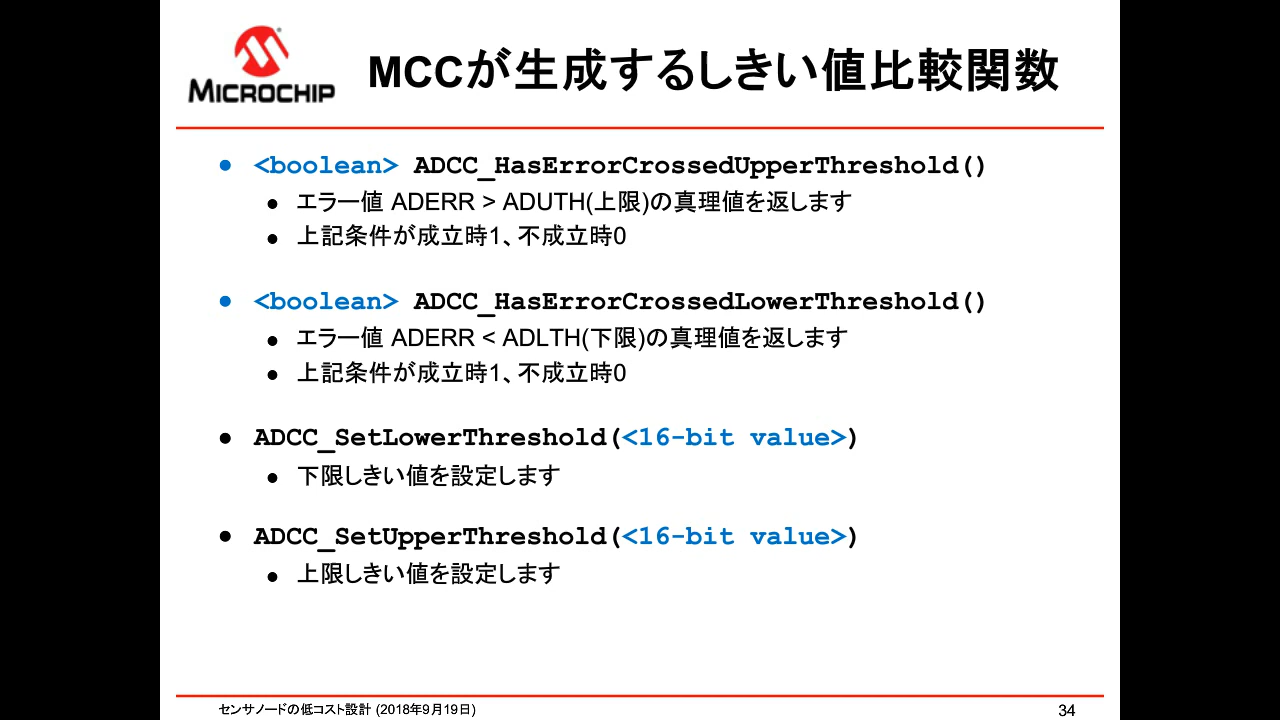 MICROCHIP
MCCが生成するしきい値比較関数
● <boolean> ADCC_HasErrorCrossedUpperThreshold()
● エラー値 ADERR > ADUTH(上限)の真理値を返します
● 上記条件が成立時1、不成立時0
● <boolean> ADCC_HasErrorCrossedLowerThreshold()
● エラー値 ADERR < ADLTH(下限)の真理値を返します
● 上記条件が成立時1、不成立時0
● ADCC_SetLowerThreshold(<16-bit value>)
● 下限しきい値を設定します
● ADCC_SetUpperThreshold(<16-bit value>)
● 上限しきい値を設定します
センサノードの低コスト設計 (2018年9月19日)
34